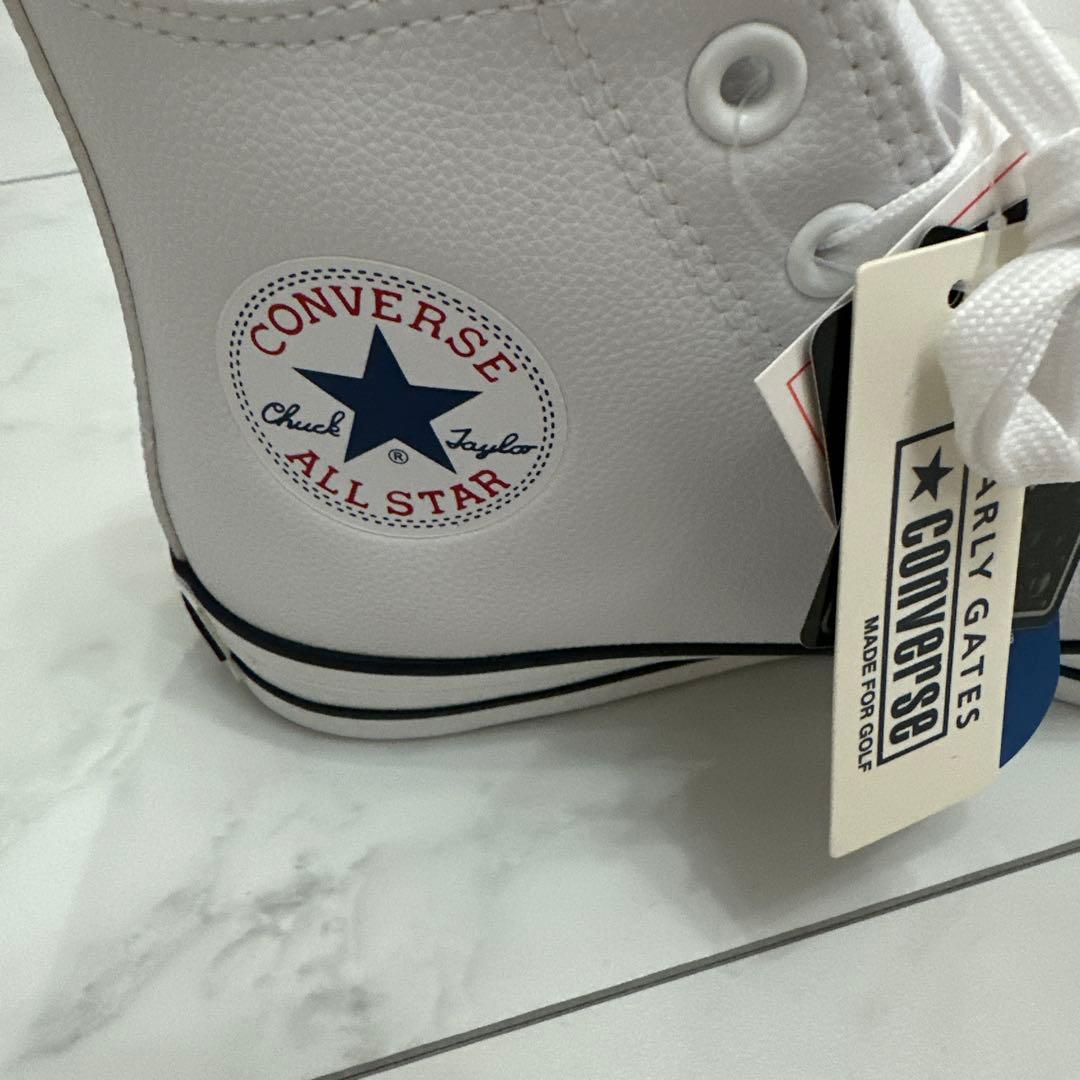 CONVERSE
Chuck Taylor
®
ALL STAR
ARLY GATES
CONVERSE
MADE FOR GOLF